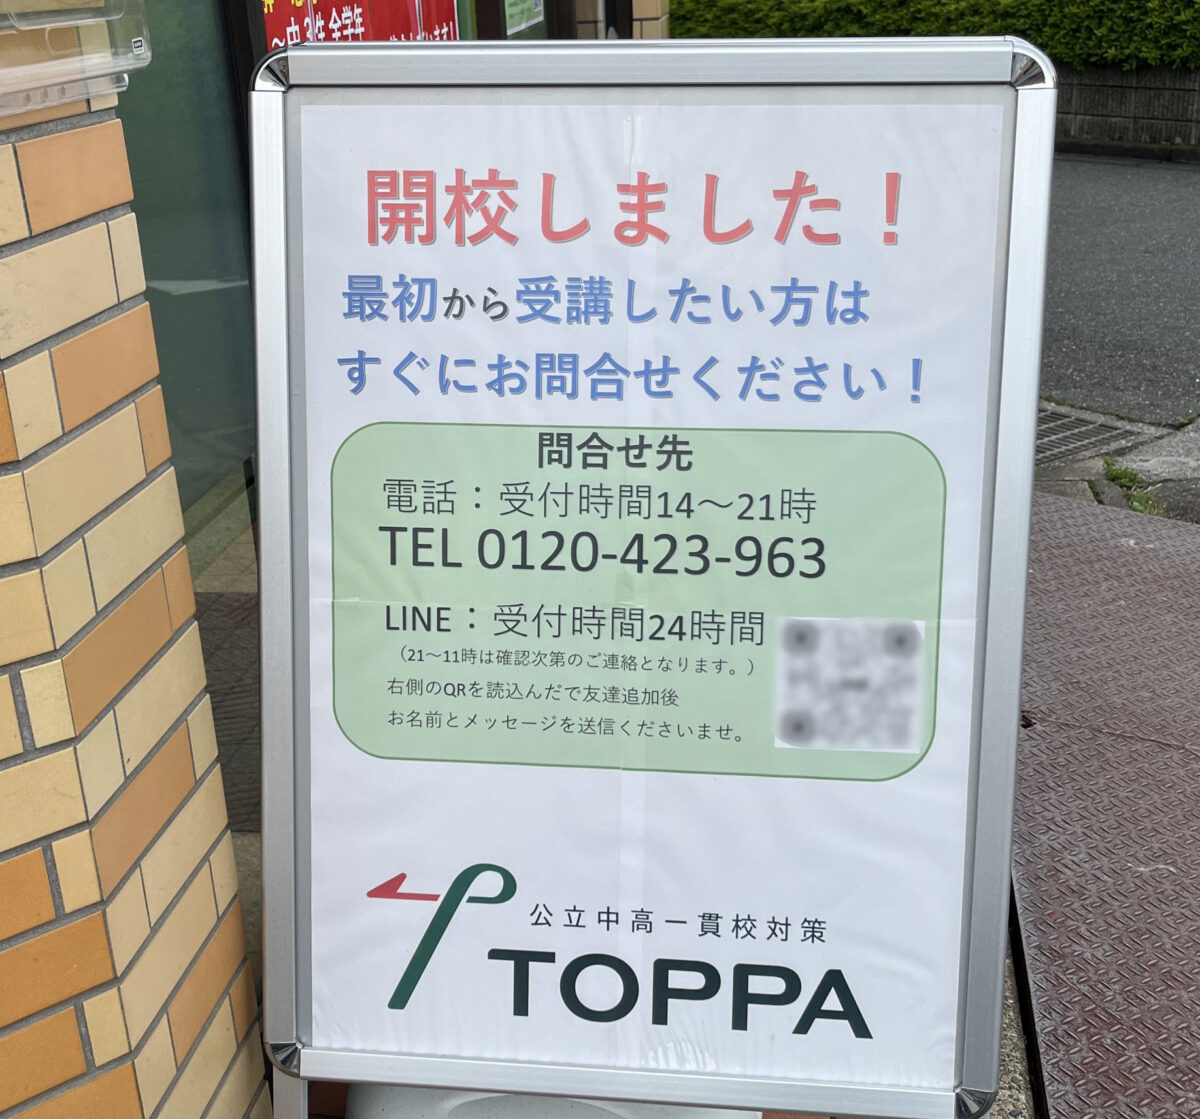 開校しました！
最初から受講したい方は
すぐにお問合せください！
問合せ先
電話：受付時間14～21時
TEL 0120-423-963
LINE：受付時間24時間
（21～11時は確認次第のご連絡となります。）
右側のQRを読込んだで友達追加後
お名前とメッセージを送信くださいませ。
公立中高一貫校対策
TOPPA